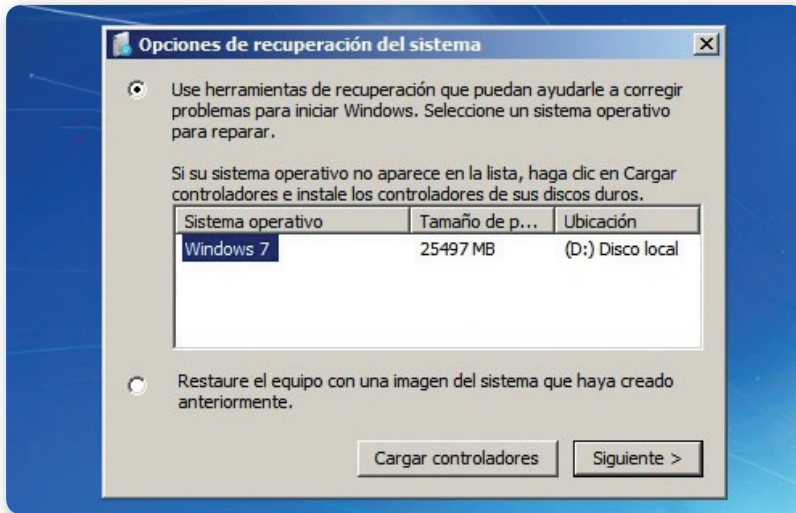 Opciones de recuperación del sistema
Use herramientas de recuperación que puedan ayudarle a corregir
problemas para iniciar Windows. Seleccione un sistema operativo
para reparar.
Si su sistema operativo no aparece en la lista, haga clic en Cargar
controladores e instale los controladores de sus discos duros.
Sistema operativo Tamaño de p... Ubicación
Windows 7 25497 MB (D:) Disco local
Restaure el equipo con una imagen del sistema que haya creado
anteriormente.
Cargar controladores Siguiente >